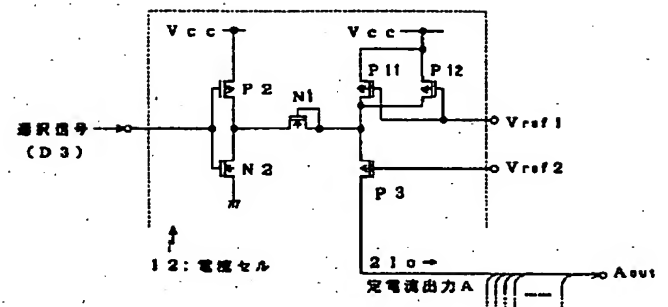 Vcc Vcc
P2 N1 P11 P12
選択信号
(D3)
Vref1
N2 P3 Vref2
12:電流セル
2Io→
定電流出力A
Aout